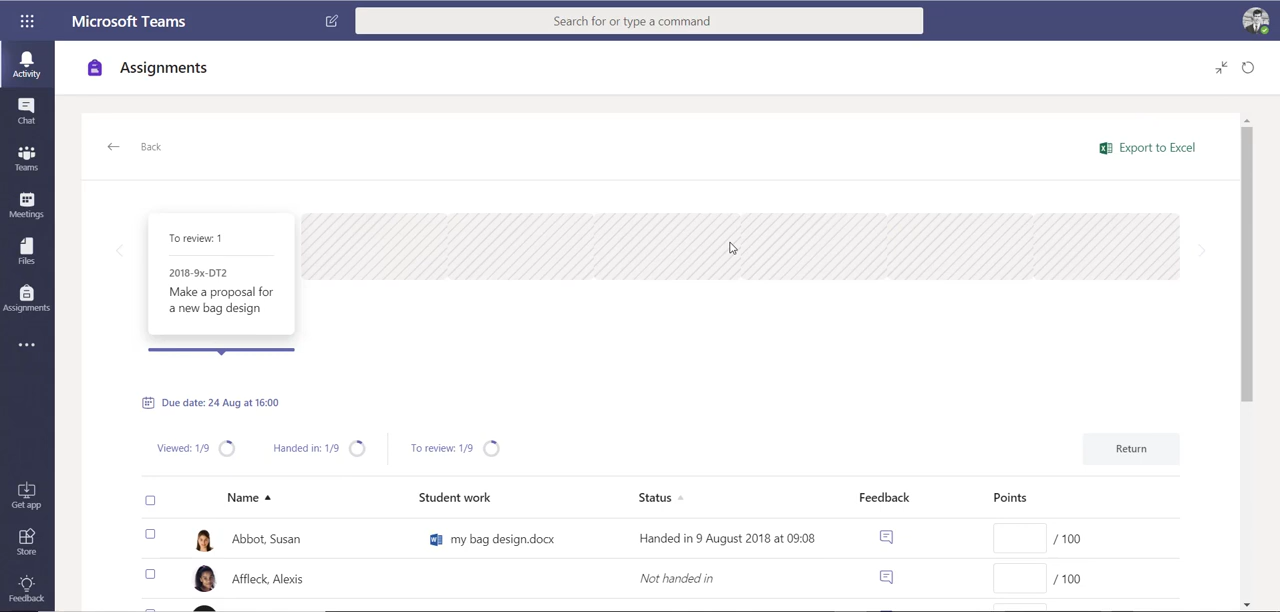 Microsoft Teams
Search for or type a command
Activity
Chat
Teams
Meetings
Files
Assignments
Get app
Store
Feedback
Assignments
Back
Export to Excel
To review: 1
2018-9x-DT2
Make a proposal for
a new bag design
Due date: 24 Aug at 16:00
Viewed: 1/9 Handed in: 1/9 To review: 1/9 Return
Name Student work Status Feedback Points
Abbot, Susan my bag design.docx Handed in 9 August 2018 at 09:08 / 100
Affleck, Alexis Not handed in / 100